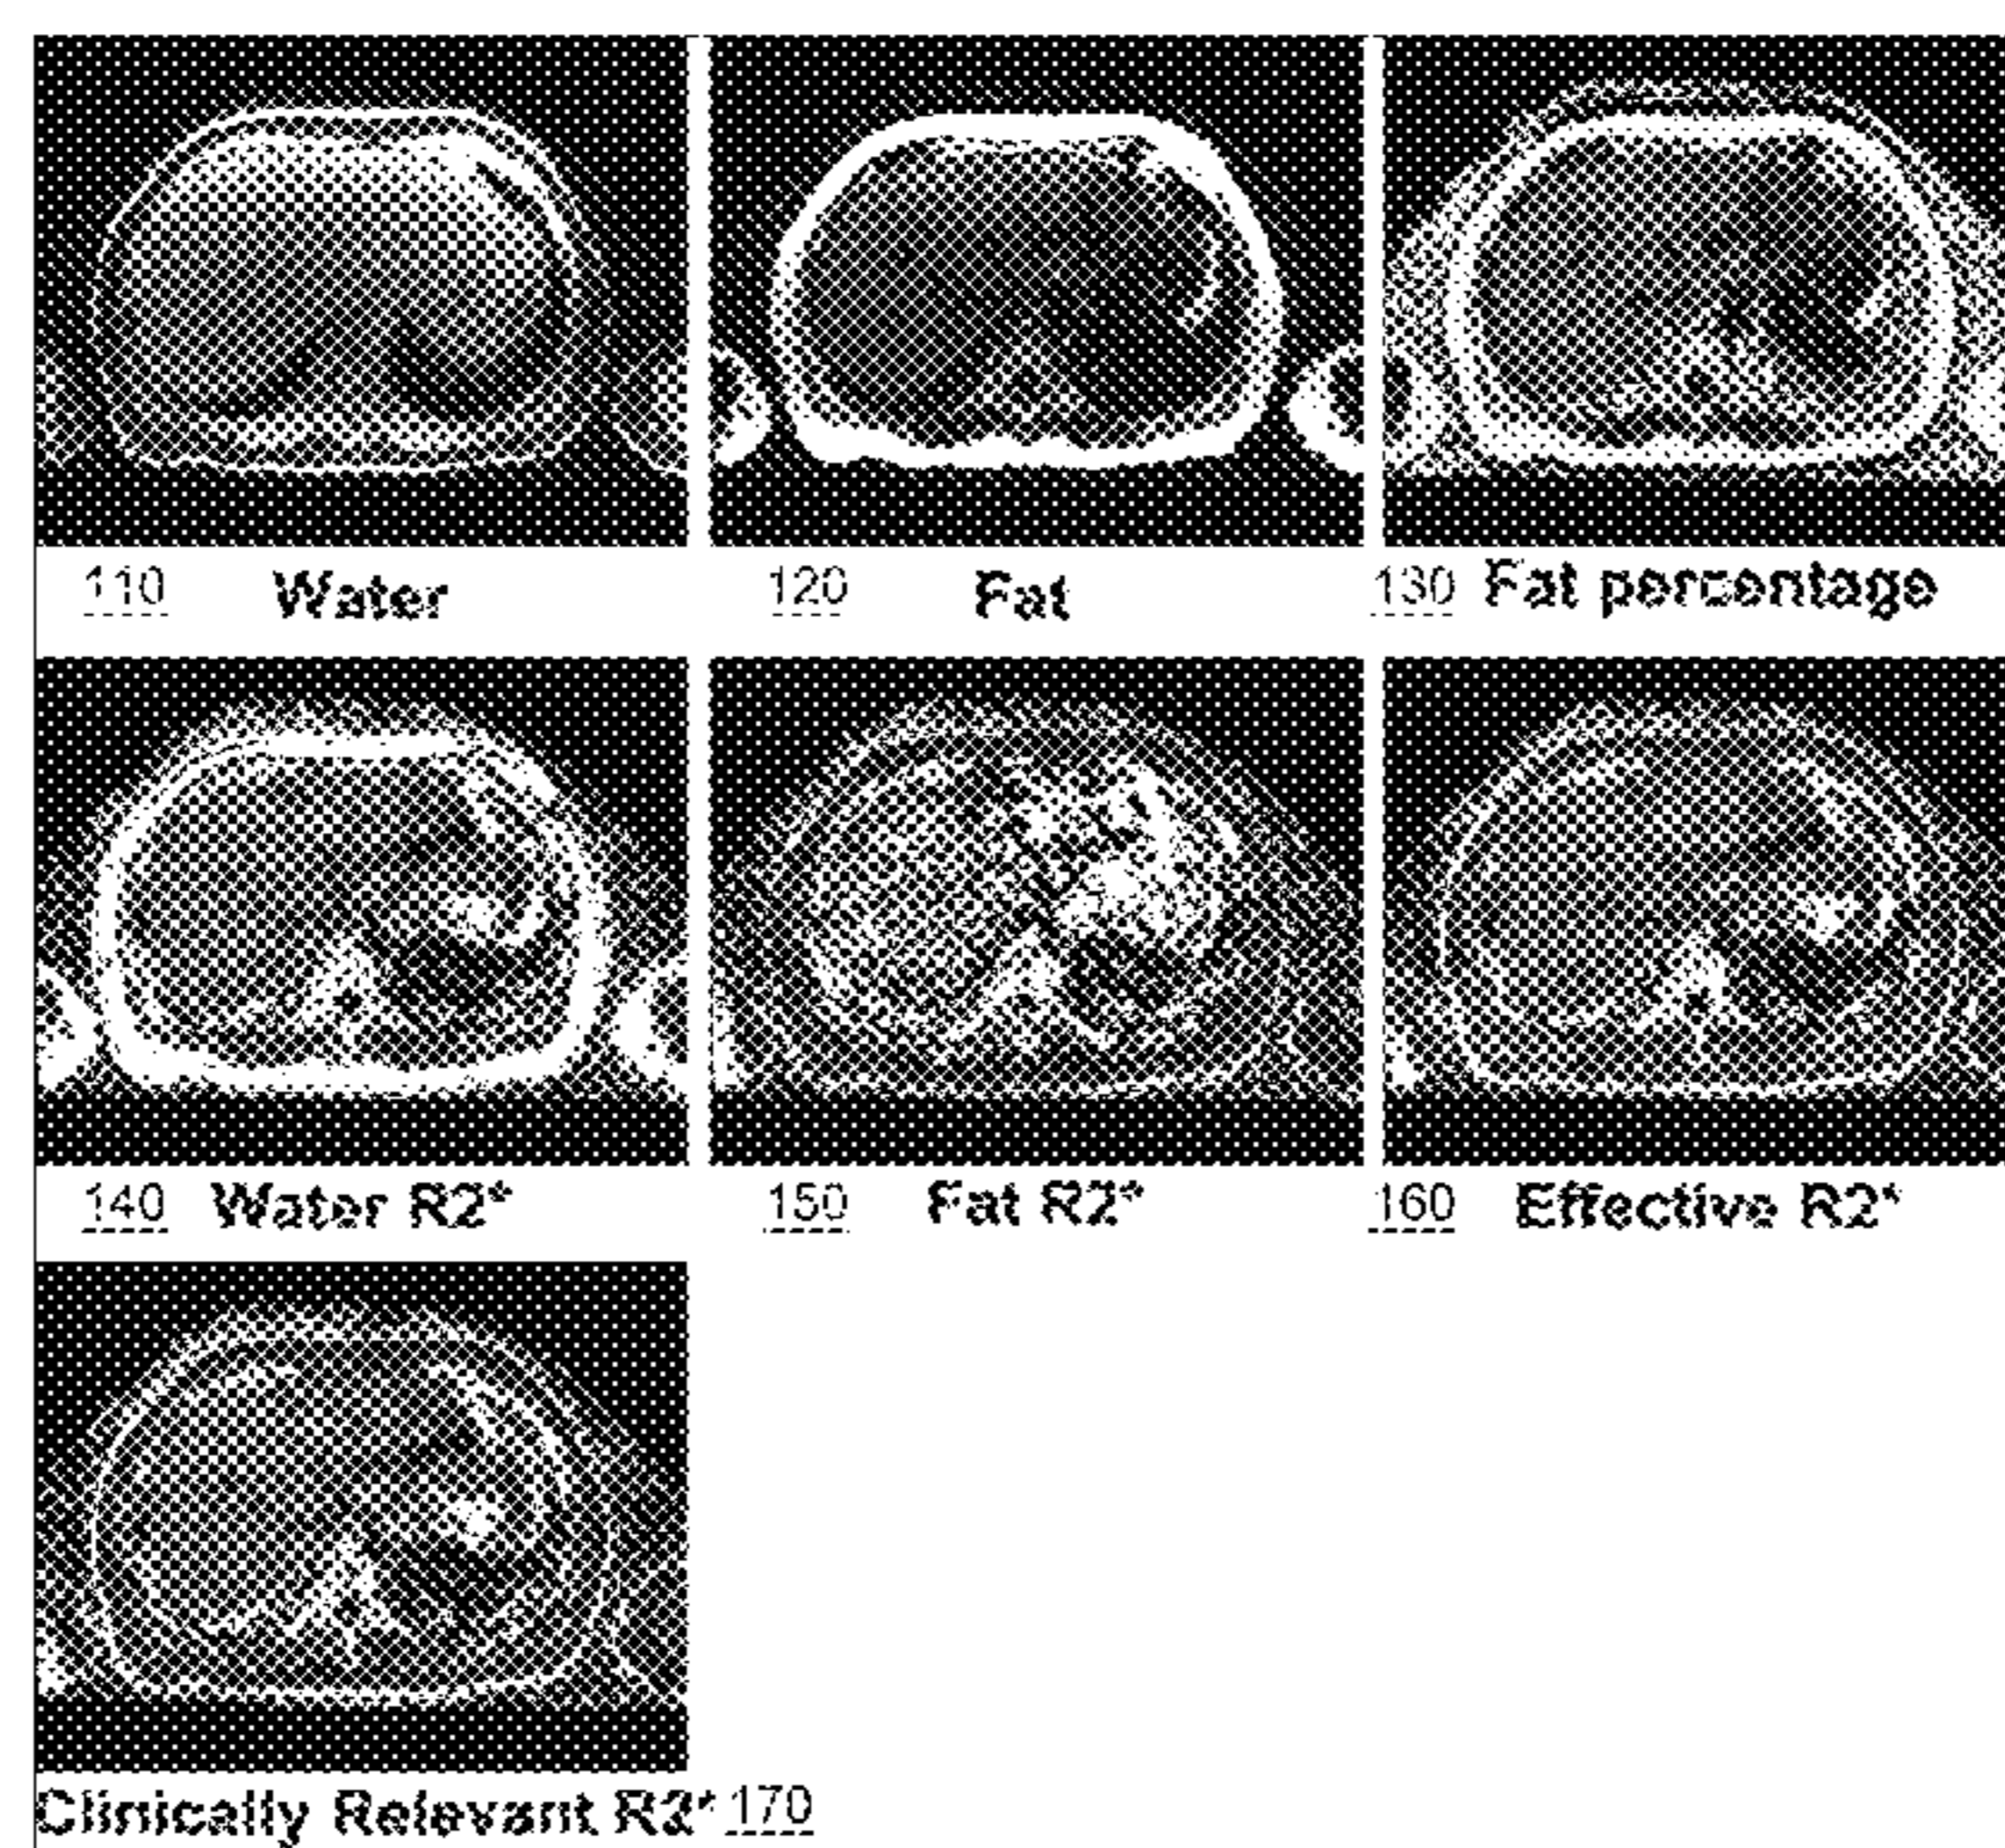 110 Water 120 Fat 130 Fat percentage
140 Water R2* 150 Fat R2* 160 Effective R2*
Clinically Relevant R2* 170